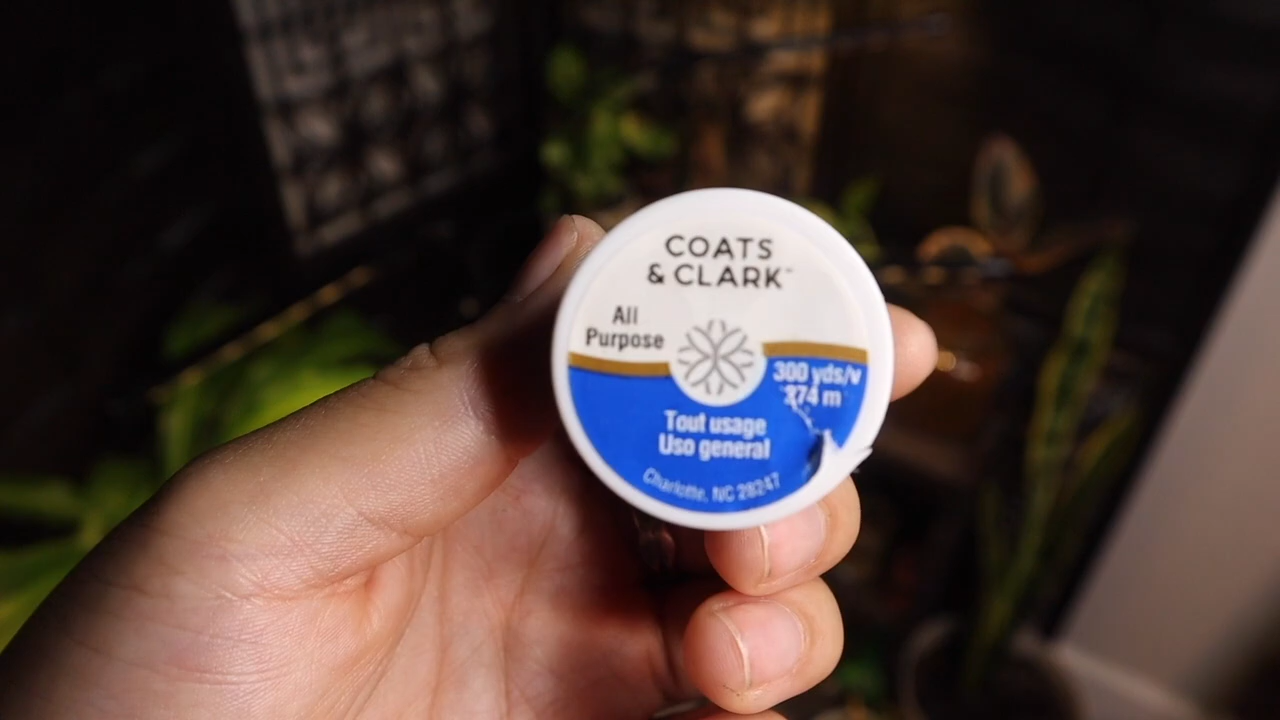 COATS
& CLARK™
All
Purpose
300 yds/v
274 m
Tout usage
Uso general
Charlotte, NC 28247